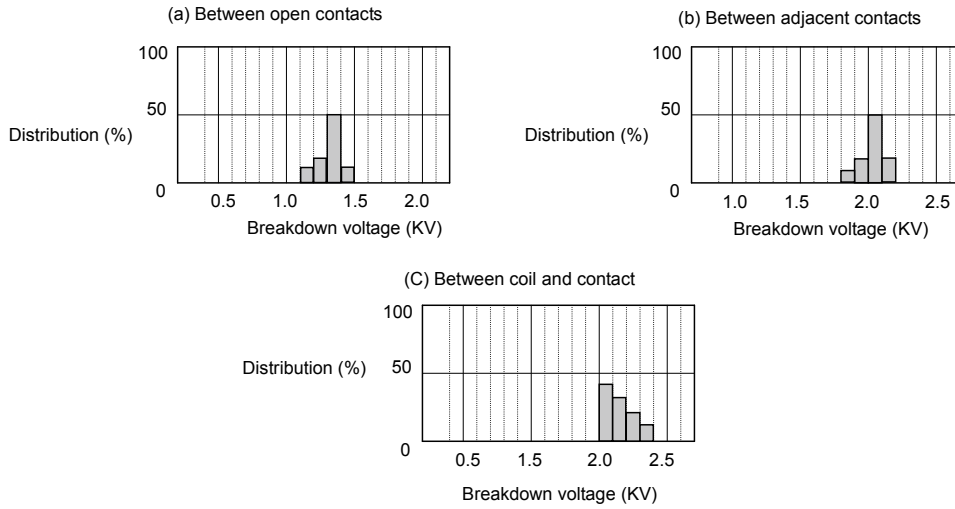 (a) Between open contacts
100
50
0
Distribution (%)
0.5 1.0 1.5 2.0
Breakdown voltage (KV)
(b) Between adjacent contacts
100
50
0
Distribution (%)
1.0 1.5 2.0 2.5
Breakdown voltage (KV)
(C) Between coil and contact
100
50
0
Distribution (%)
0.5 1.5 2.0 2.5
Breakdown voltage (KV)